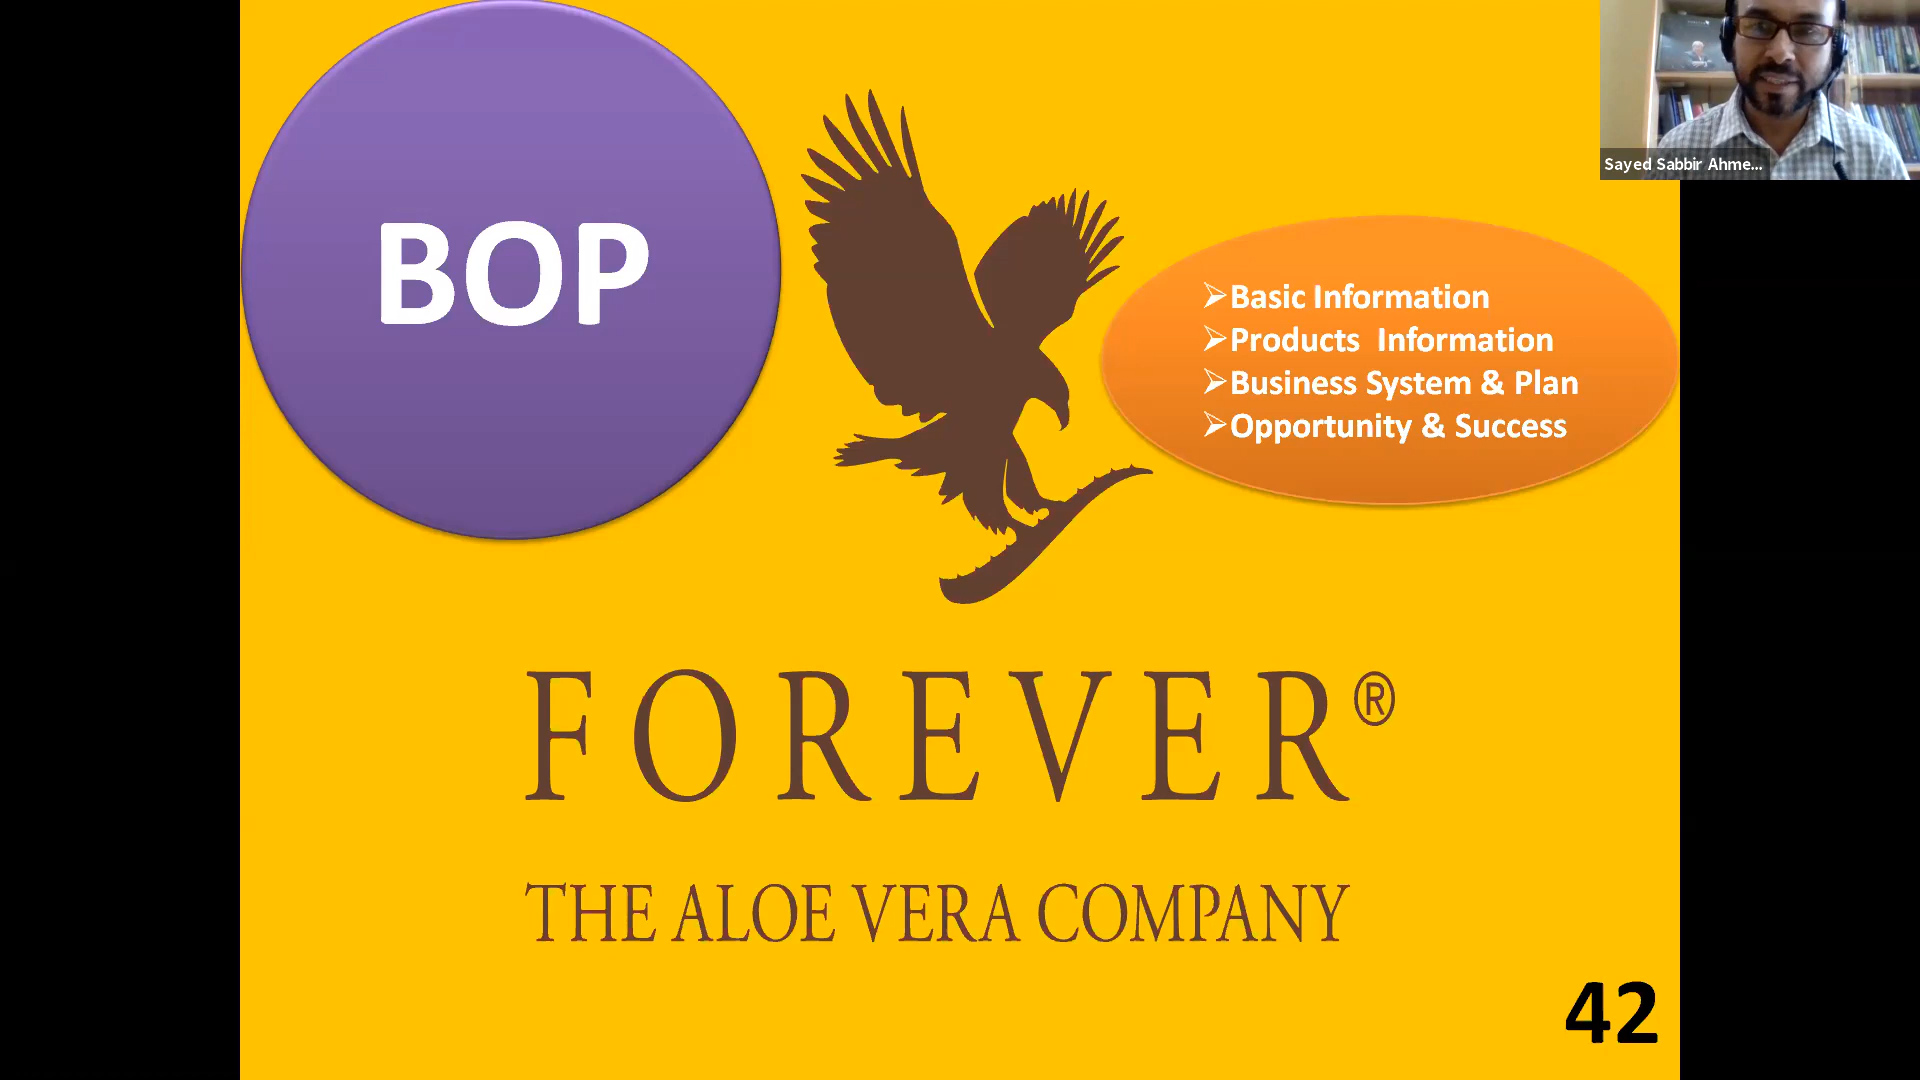 BOP
Sayed Sabbir Ahme...
➢Basic Information
➢Products Information
➢Business System & Plan
➢Opportunity & Success
FOREVER®
THE ALOE VERA COMPANY
42